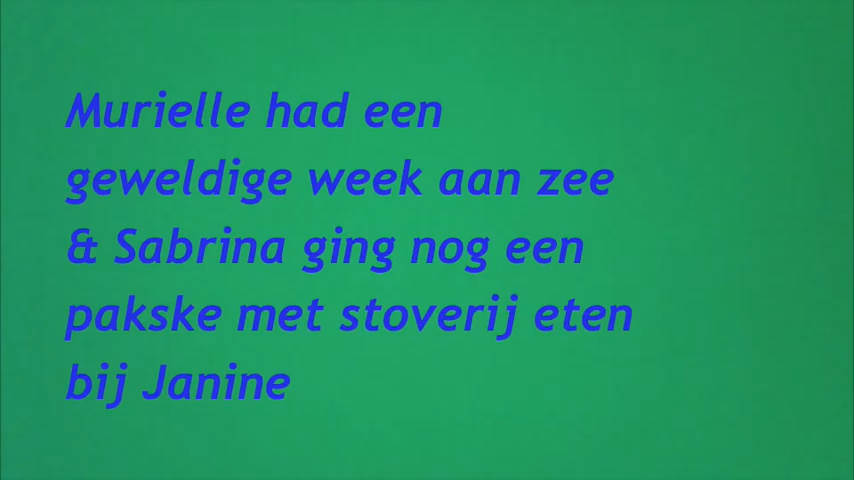 Murielle had een
geweldige week aan zee
& Sabrina ging nog een
pakske met stoverij eten
bij Janine